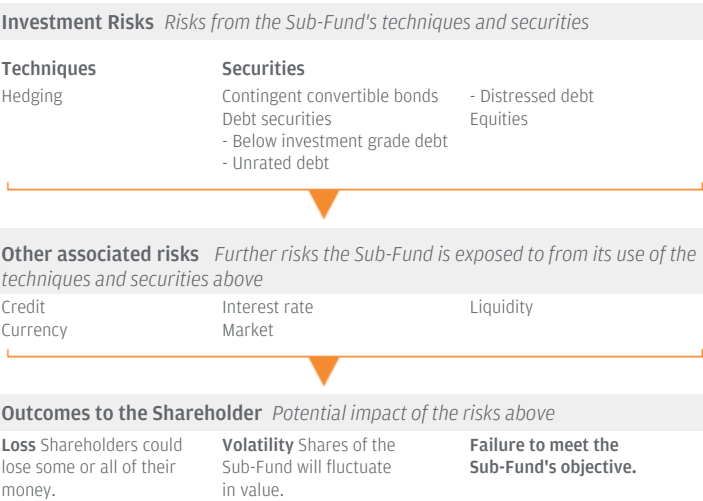 Investment Risks Risks from the Sub-Fund's techniques and securities
Techniques
Hedging
Securities
Contingent convertible bonds
Debt securities
- Below investment grade debt
- Unrated debt
- Distressed debt
Equities
Other associated risks Further risks the Sub-Fund is exposed to from its use of the
techniques and securities above
Credit
Currency
Interest rate
Market
Liquidity
Outcomes to the Shareholder Potential impact of the risks above
Loss Shareholders could
lose some or all of their
money.
Volatility Shares of the
Sub-Fund will fluctuate
in value.
Failure to meet the
Sub-Fund's objective.